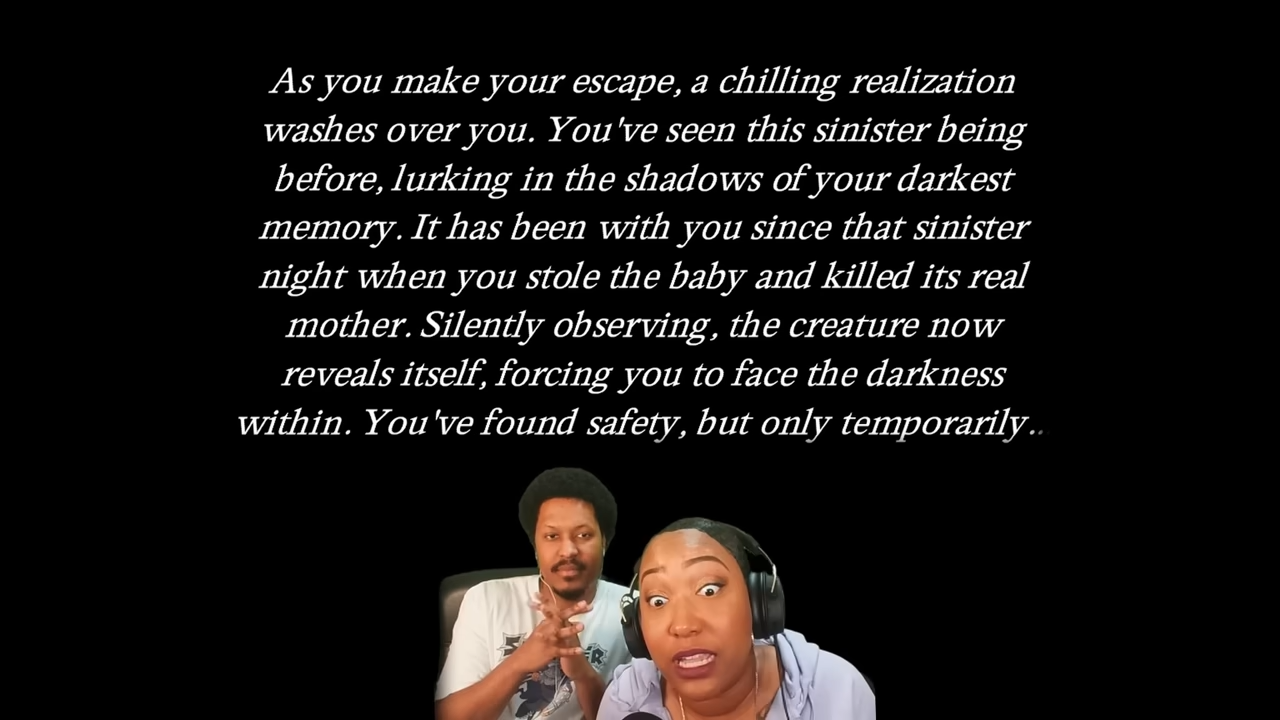 As you make your escape, a chilling realization
washes over you. You've seen this sinister being
before, lurking in the shadows of your darkest
memory. It has been with you since that sinister
night when you stole the baby and killed its real
mother. Silently observing, the creature now
reveals itself, forcing you to face the darkness
within. You've found safety, but only temporarily...